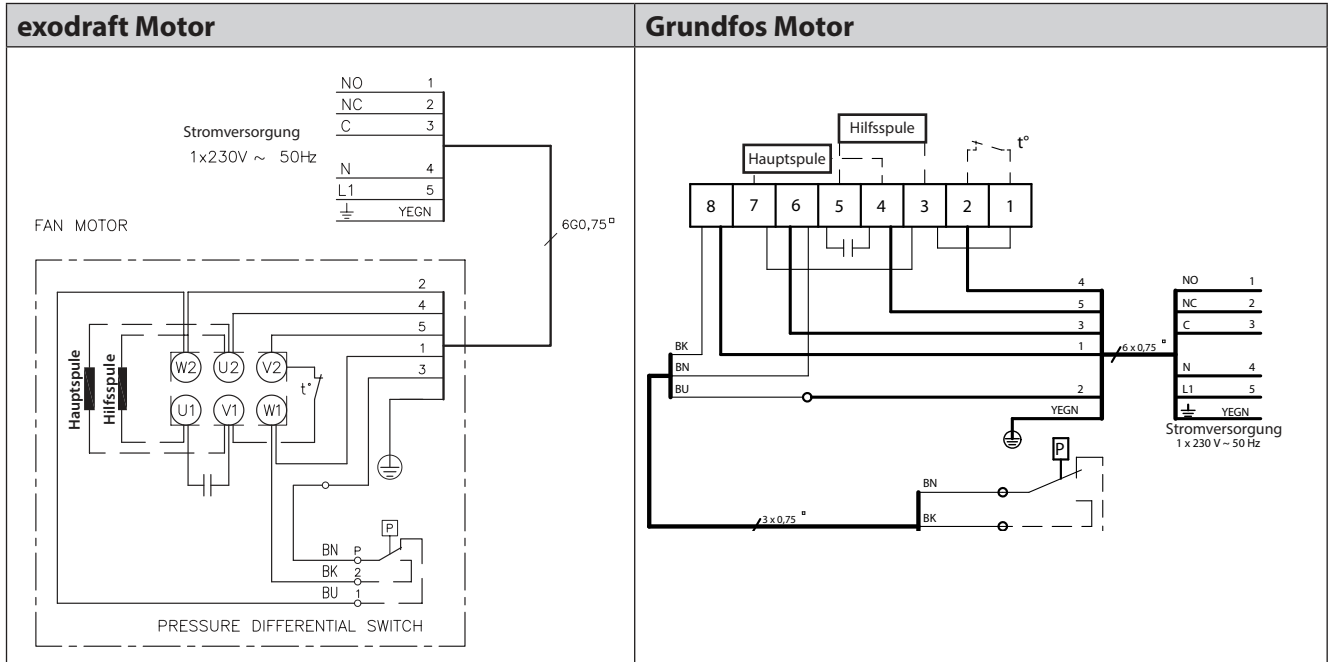 exodraft Motor
NO 1
NC 2
C 3
Stromversorgung
1x230V ~ 50Hz
N 4
L1 5
YEGN
6G0,75
FAN MOTOR
2
4
5
1
3
Hauptspule
Hilfsspule
W2 U2 V2
t°
U1 V1 W1
P
BN P
BK 2
BU 1
PRESSURE DIFFERENTIAL SWITCH
Grundfos Motor
Hilfsspule
t°
Hauptspule
8 7 6 5 4 3 2 1
4
5
3
1
2
YEGN
BK
BN
BU
NO 1
NC 2
C 3
6 x 0,75
N 4
L1 5
YEGN
Stromversorgung
1 x 230 V ~ 50 Hz
P
BN
BK
3 x 0,75